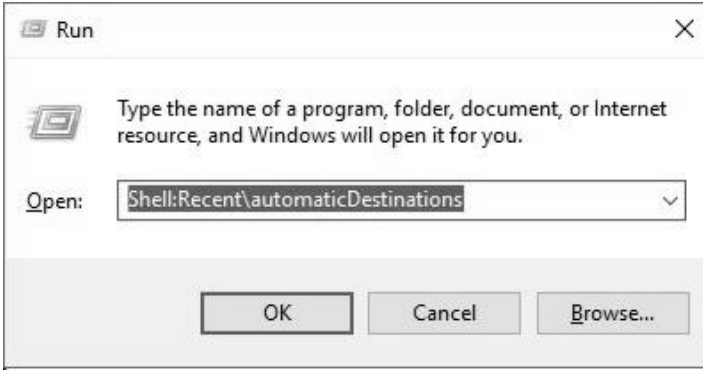 Run
Type the name of a program, folder, document, or Internet
resource, and Windows will open it for you.
Open: Shell:Recent\automaticDestinations
OK Cancel Browse...